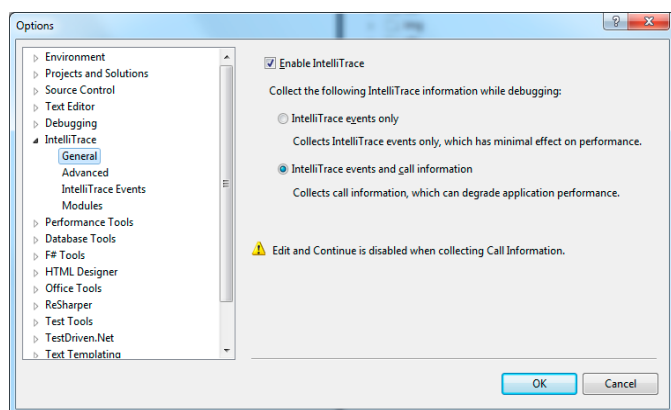 Options
Environment
Projects and Solutions
Source Control
Text Editor
Debugging
IntelliTrace
General
Advanced
IntelliTrace Events
Modules
Performance Tools
Database Tools
F# Tools
HTML Designer
Office Tools
ReSharper
Test Tools
TestDriven.Net
Text Templating
Enable IntelliTrace
Collect the following IntelliTrace information while debugging:
IntelliTrace events only
Collects IntelliTrace events only, which has minimal effect on performance.
IntelliTrace events and call information
Collects call information, which can degrade application performance.
Edit and Continue is disabled when collecting Call Information.
OK
Cancel